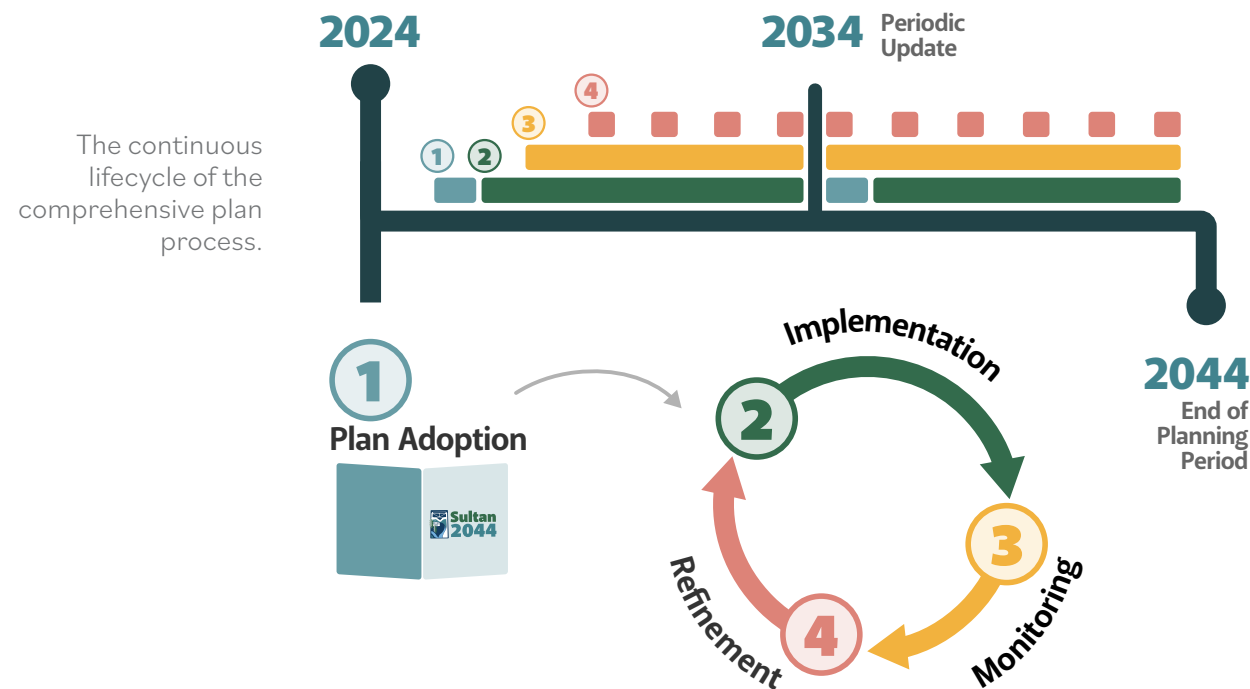 2024
2034
Periodic
Update
4
3
1
2
The continuous
lifecycle of the
comprehensive plan
process.
1
Plan Adoption
Sultan
2044
Implementation
2
3
Monitoring
4
Refinement
2044
End of
Planning
Period